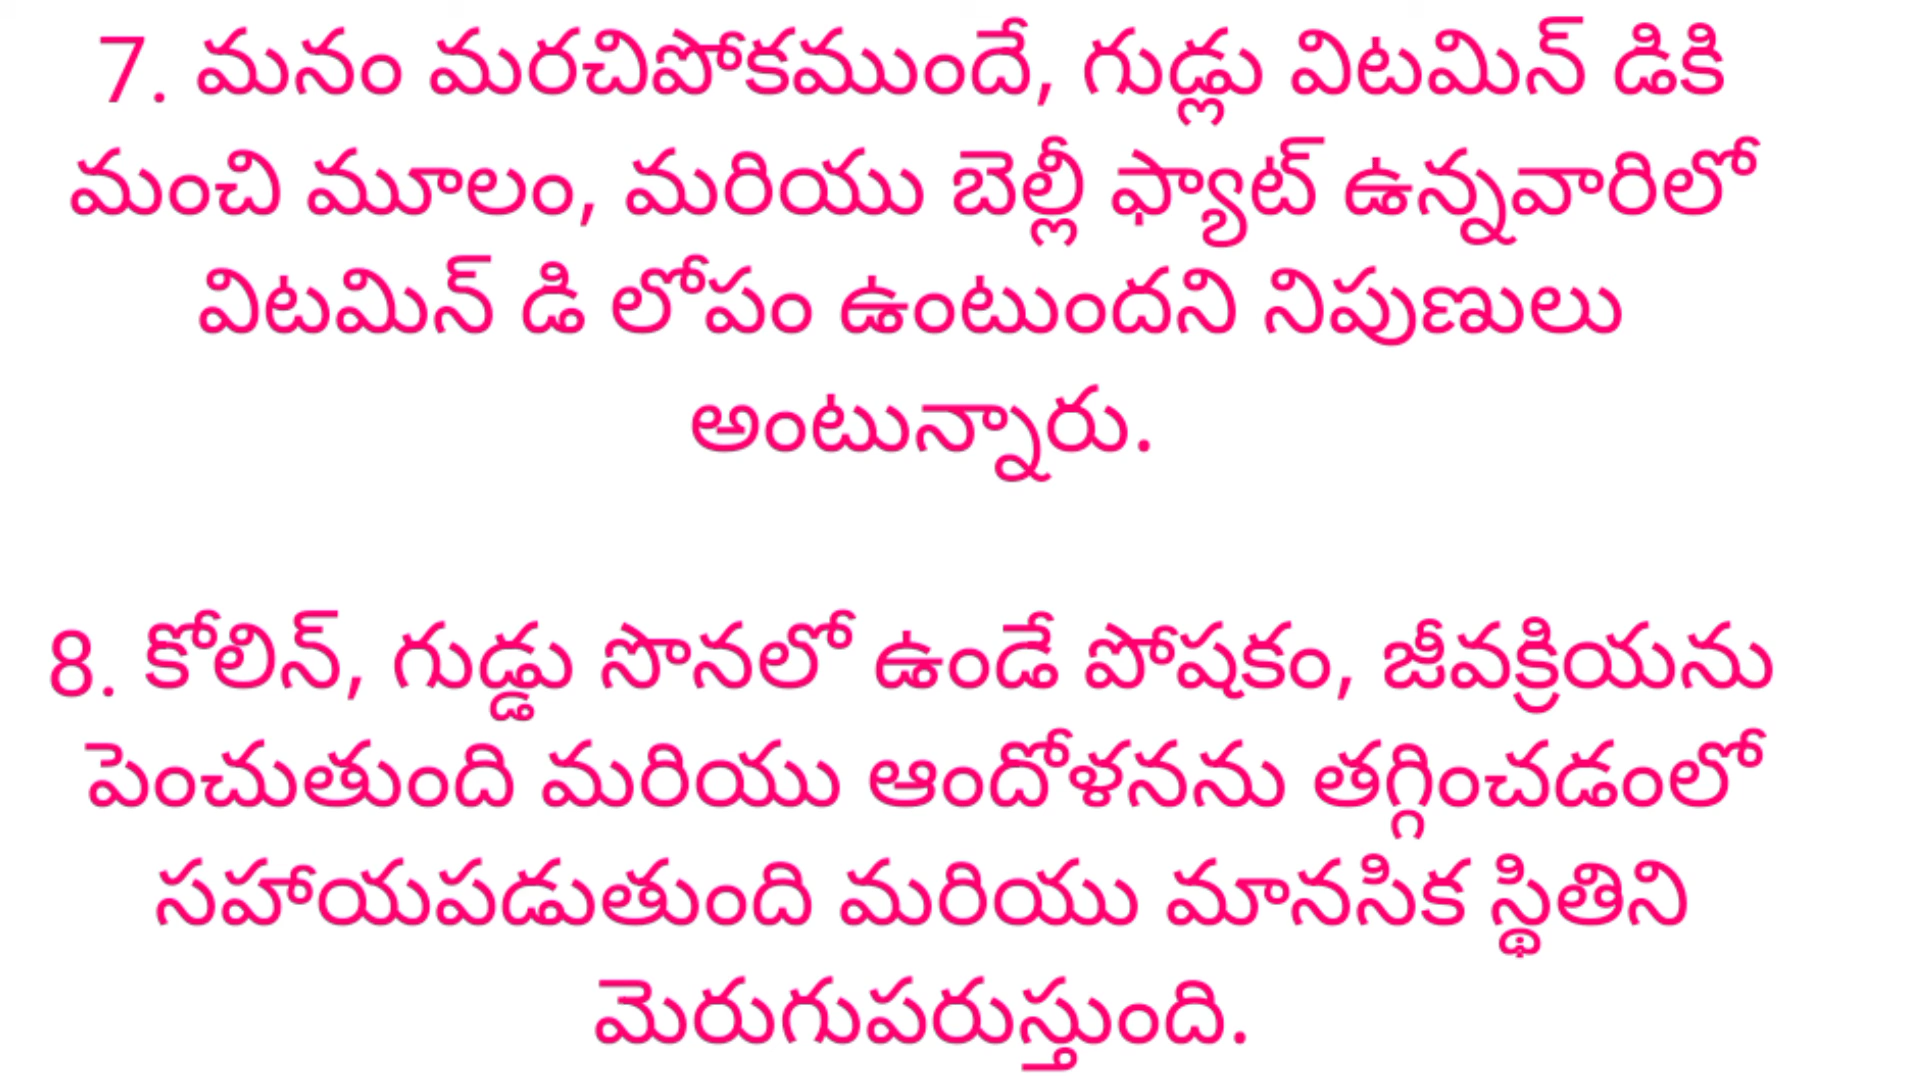 7. మనం మరచిపోకముందే, గుడ్లు విటమిన్ డికి
మంచి మూలం, మరియు బెల్లీ ఫ్యాట్ ఉన్నవారిలో
విటమిన్ డి లోపం ఉంటుందని నిపుణులు
అంటున్నారు.
8. కోలిన్, గుడ్డు సొనలో ఉండే పోషకం, జీవక్రియను
పెంచుతుంది మరియు ఆందోళనను తగ్గించడంలో
సహాయపడుతుంది మరియు మానసిక స్థితిని
మెరుగుపరుస్తుంది.